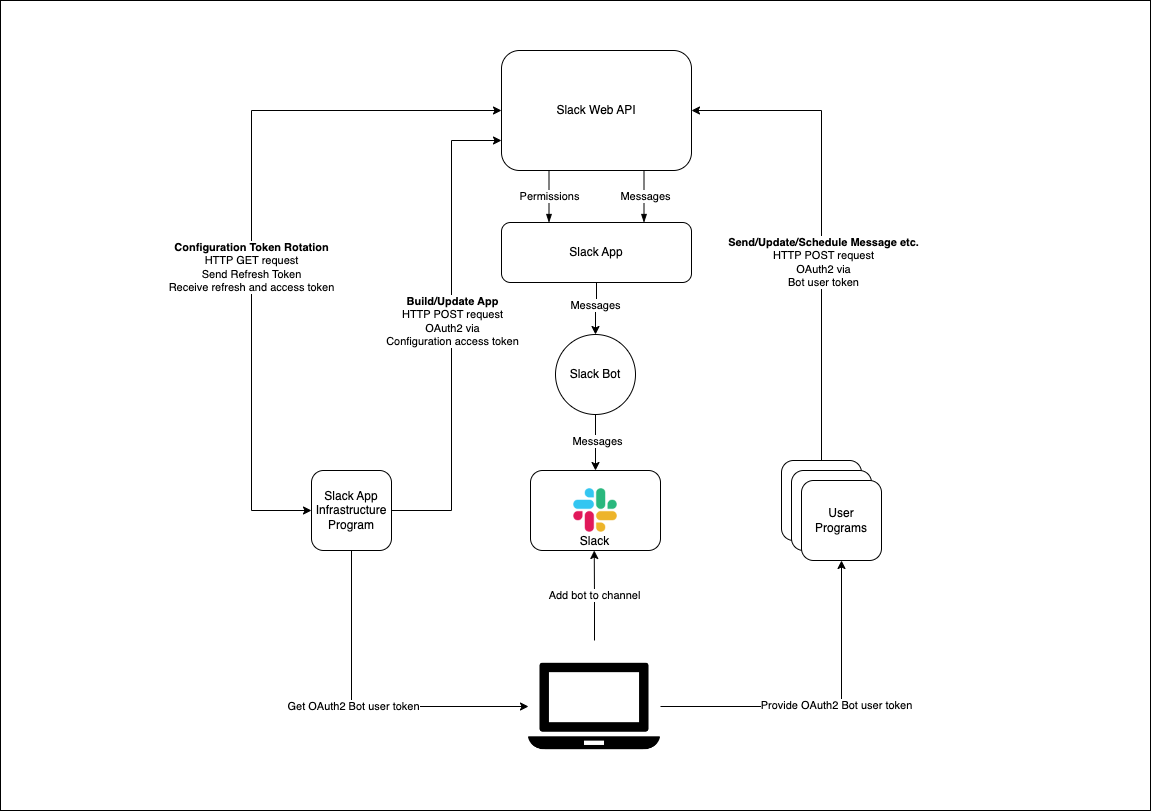 Slack Web API
Permissions
Messages
Slack App
Configuration Token Rotation
HTTP GET request
Send Refresh Token
Receive refresh and access token
Build/Update App
HTTP POST request
OAuth2 via
Configuration access token
Messages
Send/Update/Schedule Message etc.
HTTP POST request
OAuth2 via
Bot user token
Slack Bot
Messages
Slack App
Infrastructure
Program
Slack
User
Programs
Add bot to channel
Get OAuth2 Bot user token
Provide OAuth2 Bot user token